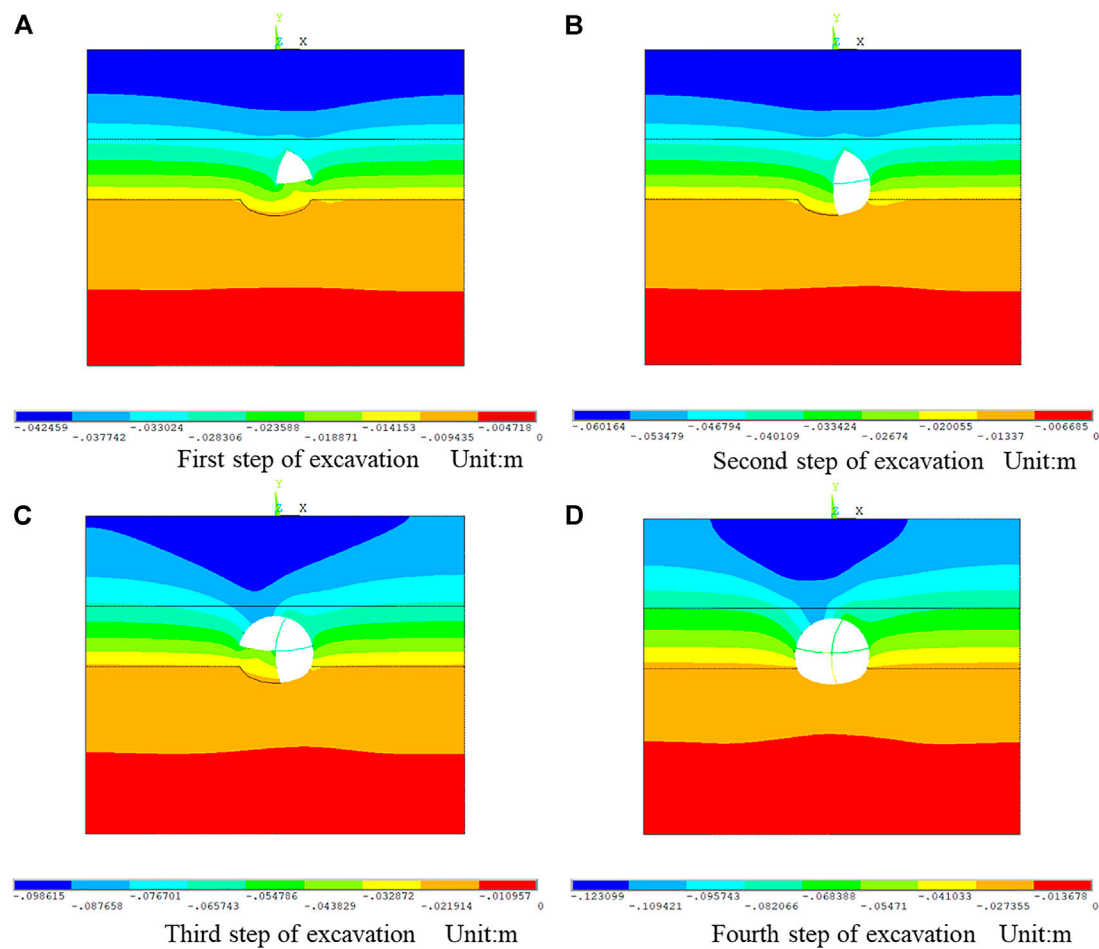 A
Y
Z X
-.042459 -.033024 -.023588 -.014153 -.004718
-.037742 -.028306 -.018871 -.009435 0
First step of excavation Unit:m
B
Y
Z X
-.060164 -.046794 -.033424 -.020055 -.006685
-.053479 -.040109 -.02674 -.01337 0
Second step of excavation Unit:m
C
Y
Z X
-.098615 -.076701 -.054786 -.032872 -.010957
-.087658 -.065743 -.043829 -.021914 0
Third step of excavation Unit:m
D
Y
Z X
-.123099 -.095743 -.068388 -.041033 -.013678
-.109421 -.082066 -.05471 -.027355 0
Fourth step of excavation Unit:m